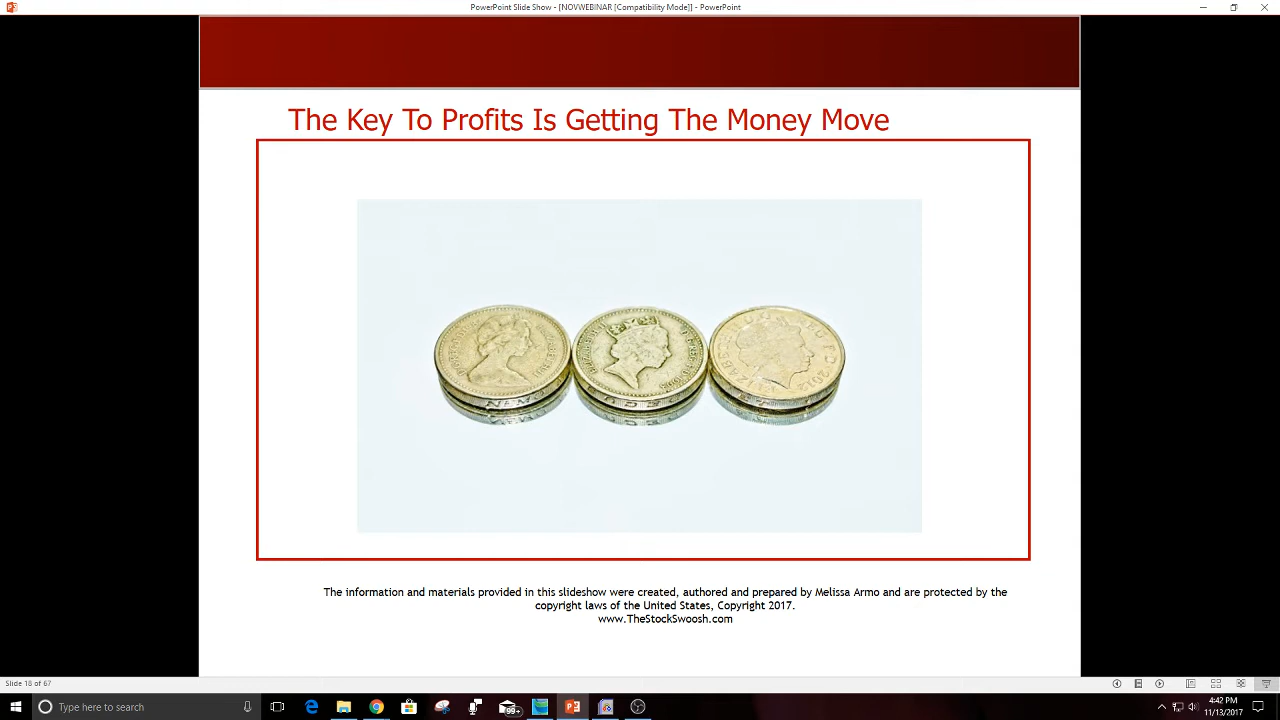 PowerPoint Slide Show - [NOVWEBINAR [Compatibility Mode]] - PowerPoint
The Key To Profits Is Getting The Money Move
The information and materials provided in this slideshow were created, authored and prepared by Melissa Armo and are protected by the
copyright laws of the United States, Copyright 2017.
www.TheStockSwoosh.com
Slide 18 of 67
Type here to search
99+
4:42 PM
11/13/2017